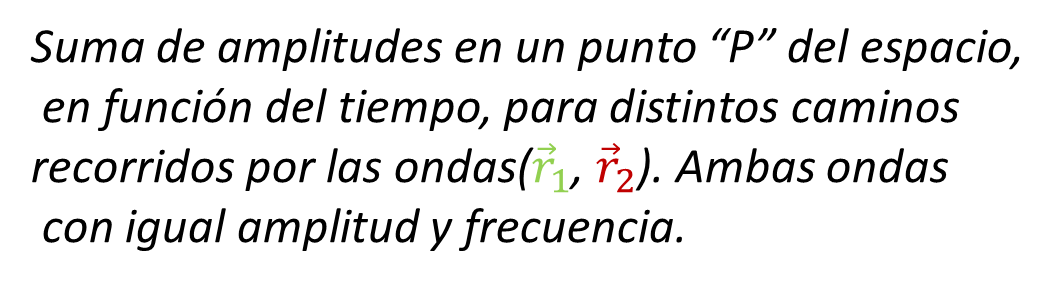 Suma de amplitudes en un punto “P” del espacio,
en función del tiempo, para distintos caminos
recorridos por las ondas(r⃗₁, r⃗₂). Ambas ondas
con igual amplitud y frecuencia.